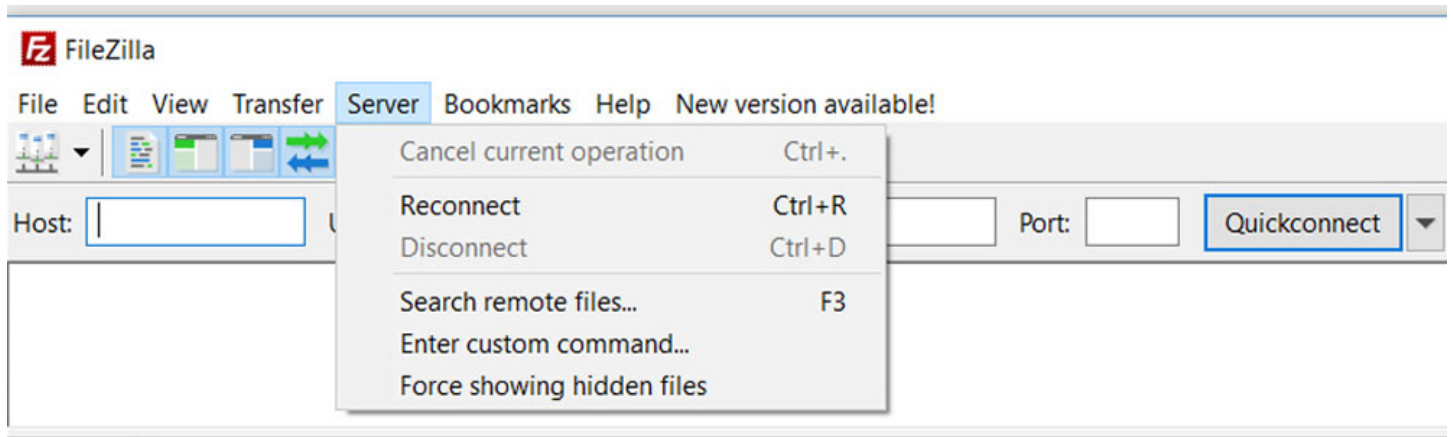 FileZilla
File Edit View Transfer Server Bookmarks Help New version available!
Cancel current operation Ctrl+.
Reconnect Ctrl+R
Host: Port: Quickconnect
Disconnect Ctrl+D
Search remote files... F3
Enter custom command...
Force showing hidden files